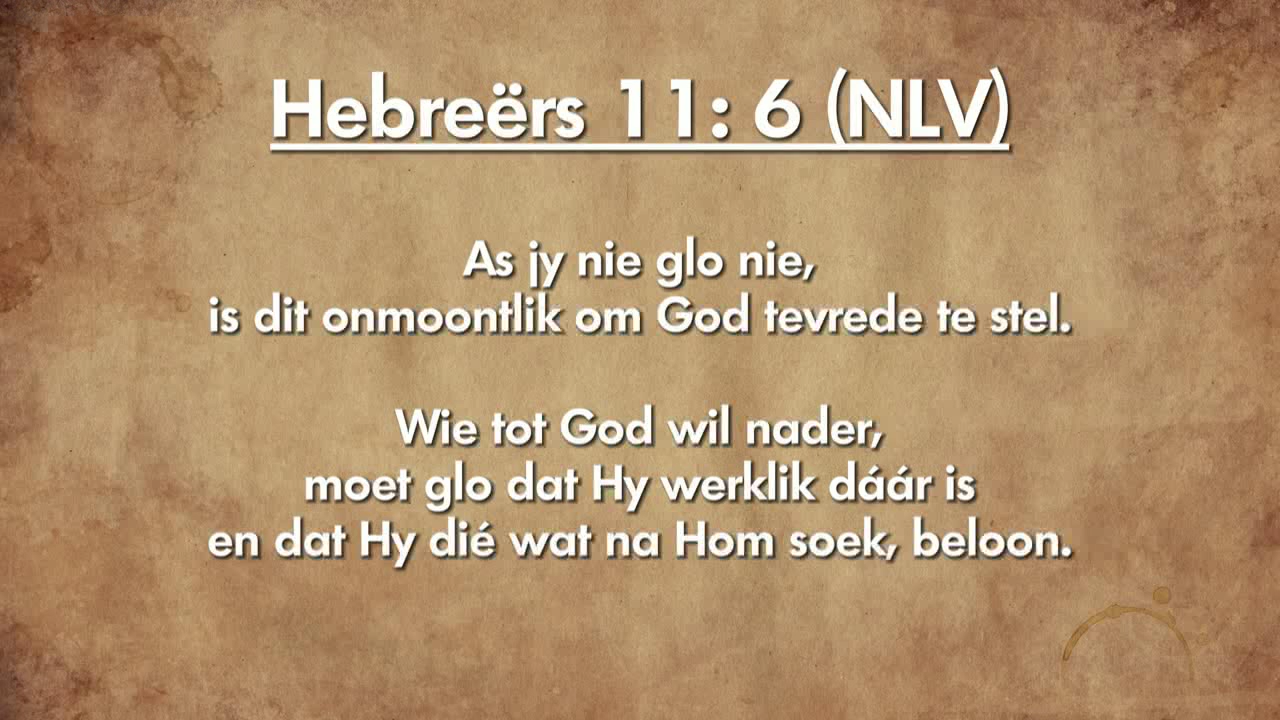 Hebreërs 11: 6 (NLV)
As jy nie glo nie,
is dit onmoontlik om God tevrede te stel.
Wie tot God wil nader,
moet glo dat Hy werklik dáár is
en dat Hy dié wat na Hom soek, beloon.